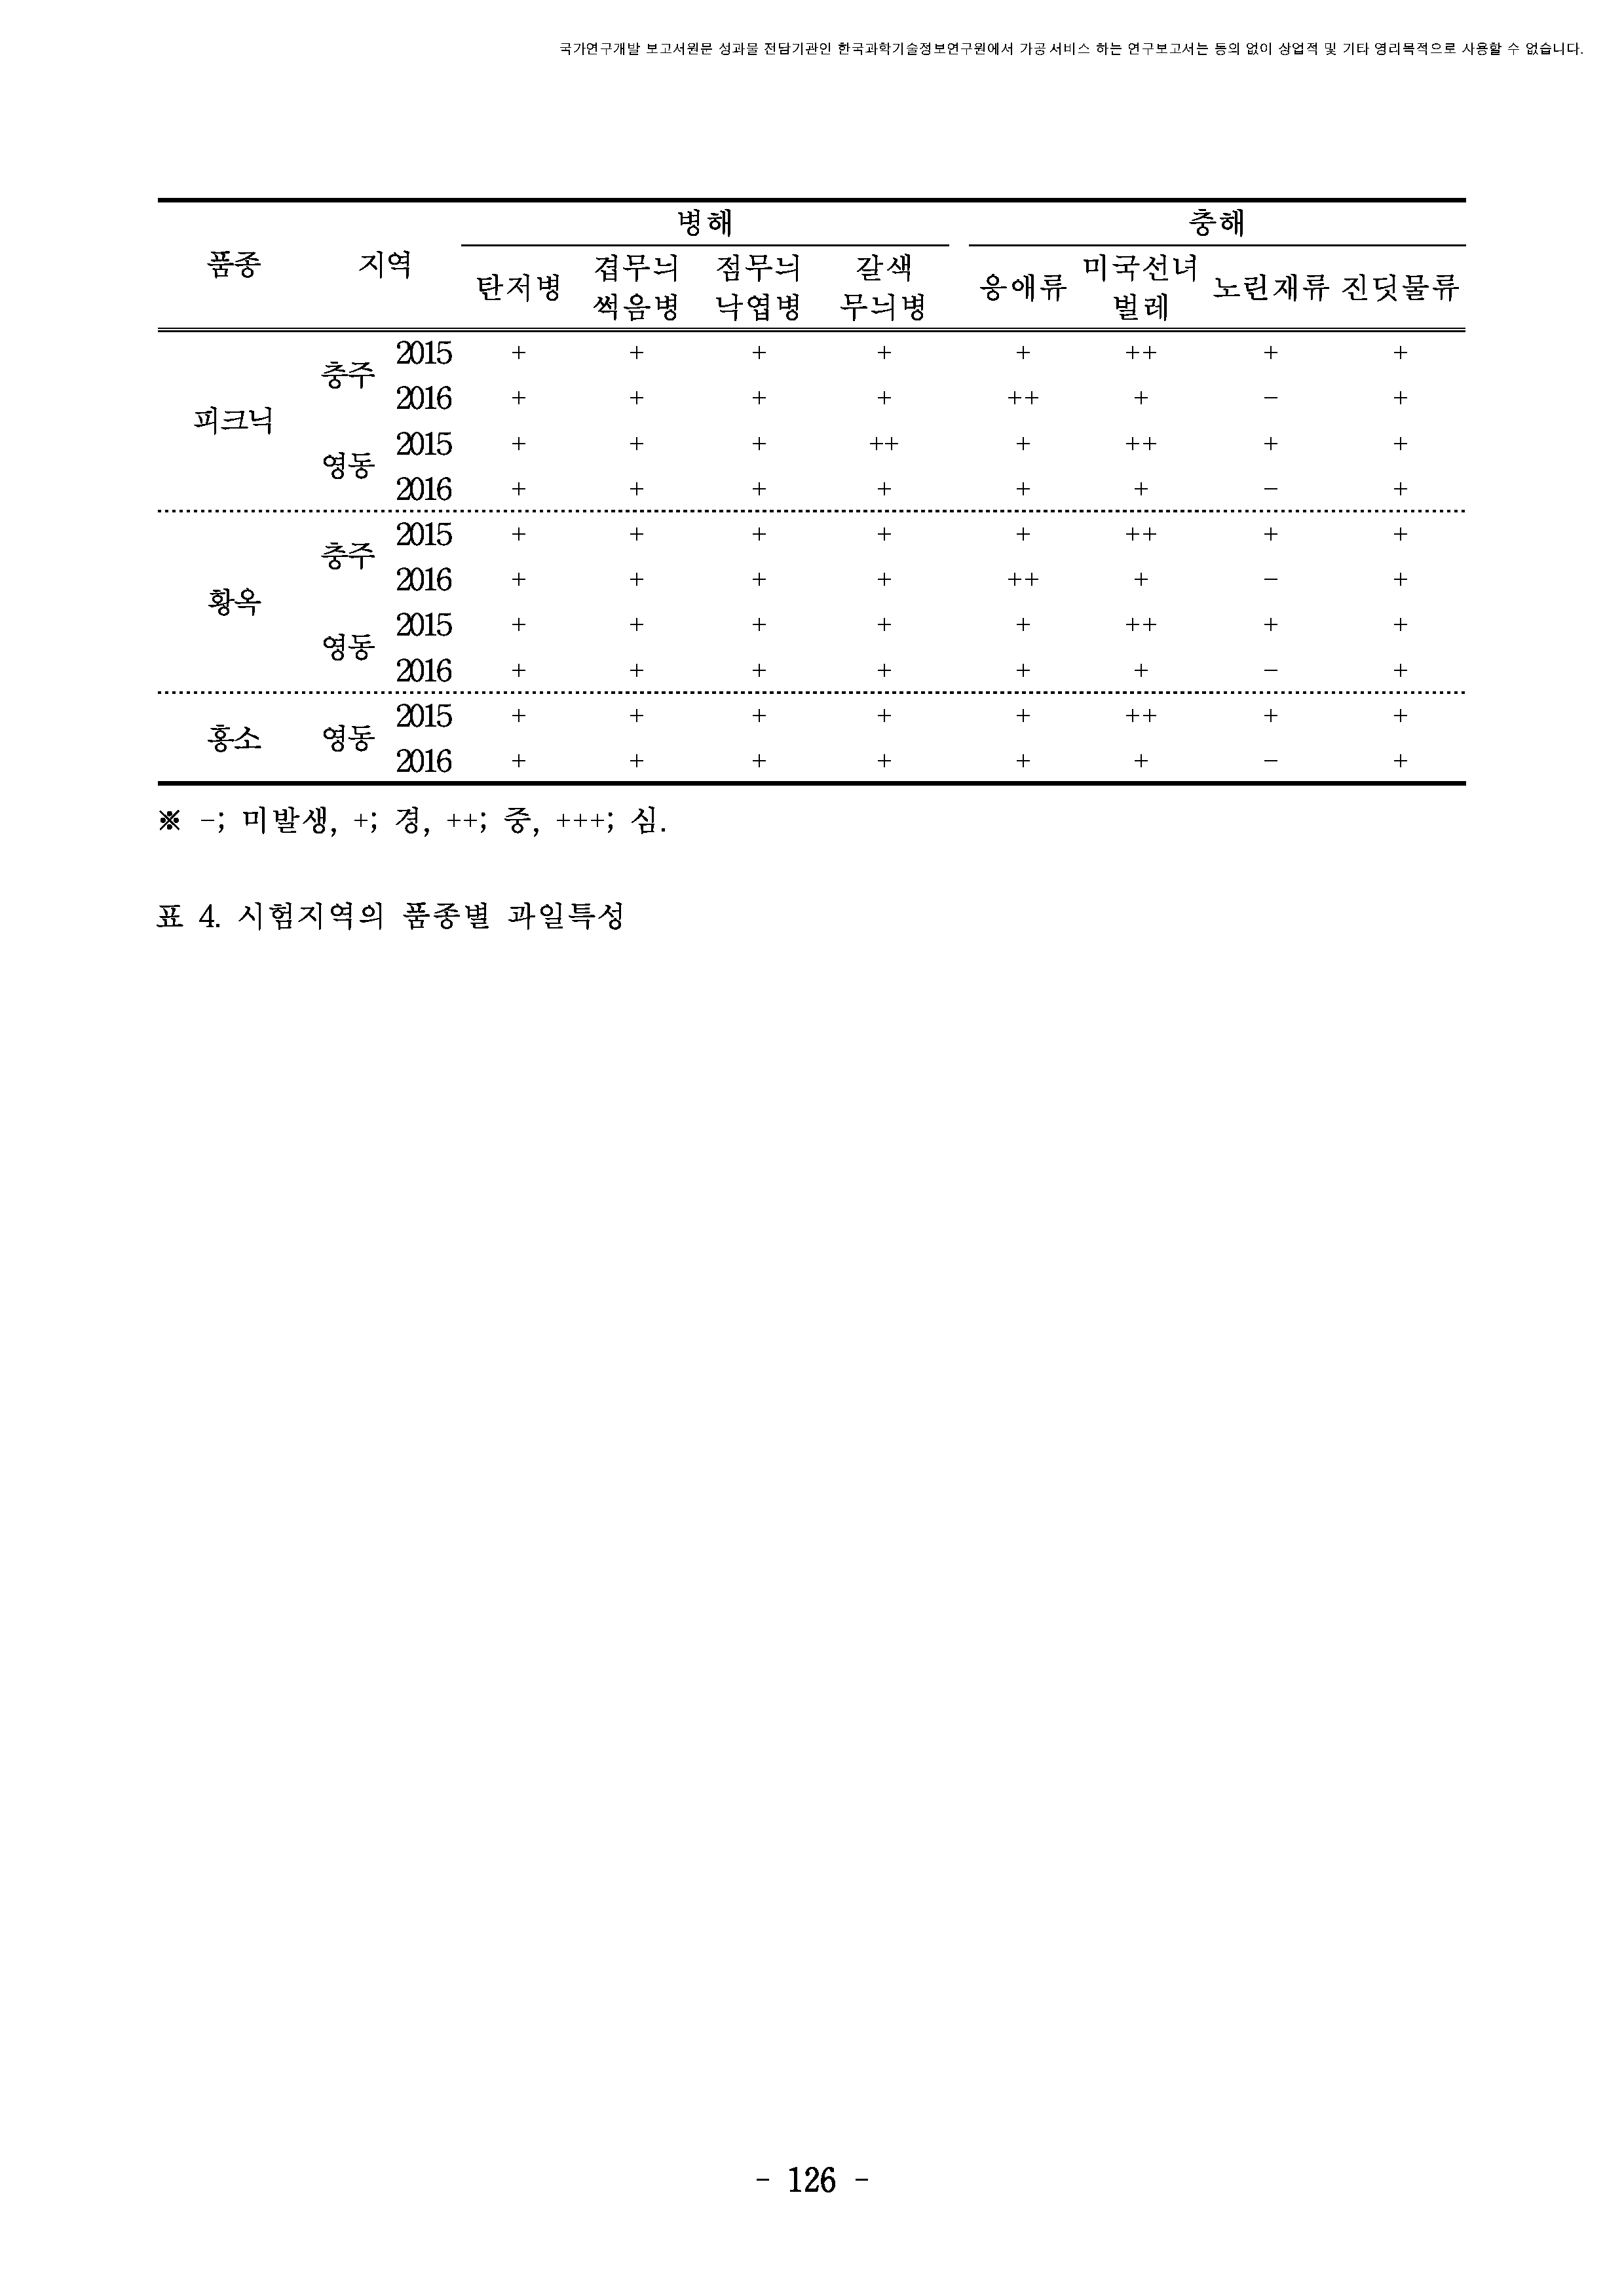 국가연구개발 보고서원문 성과물 전담기관인 한국과학기술정보연구원에서 가공·서비스 하는 연구보고서는 동의 없이 상업적 및 기타 영리목적으로 사용할 수 없습니다.
품종 지역 병해 충해
탄저병 겹무늬 썩음병 점무늬 낙엽병 갈색 무늬병 응애류 미국선녀 벌레 노린재류 진딧물류
피크닉 충주 2015 + + + + + ++ + +
2016 + + + + ++ + - +
영동 2015 + + + ++ + ++ + +
2016 + + + + + + - +
황옥 충주 2015 + + + + + ++ + +
2016 + + + + ++ + - +
영동 2015 + + + + + ++ + +
2016 + + + + + + - +
홍소 영동 2015 + + + + + ++ + +
2016 + + + + + + - +
※ -; 미발생, +; 경, ++; 중, +++; 심.
표 4. 시험지역의 품종별 과일특성
- 126 -